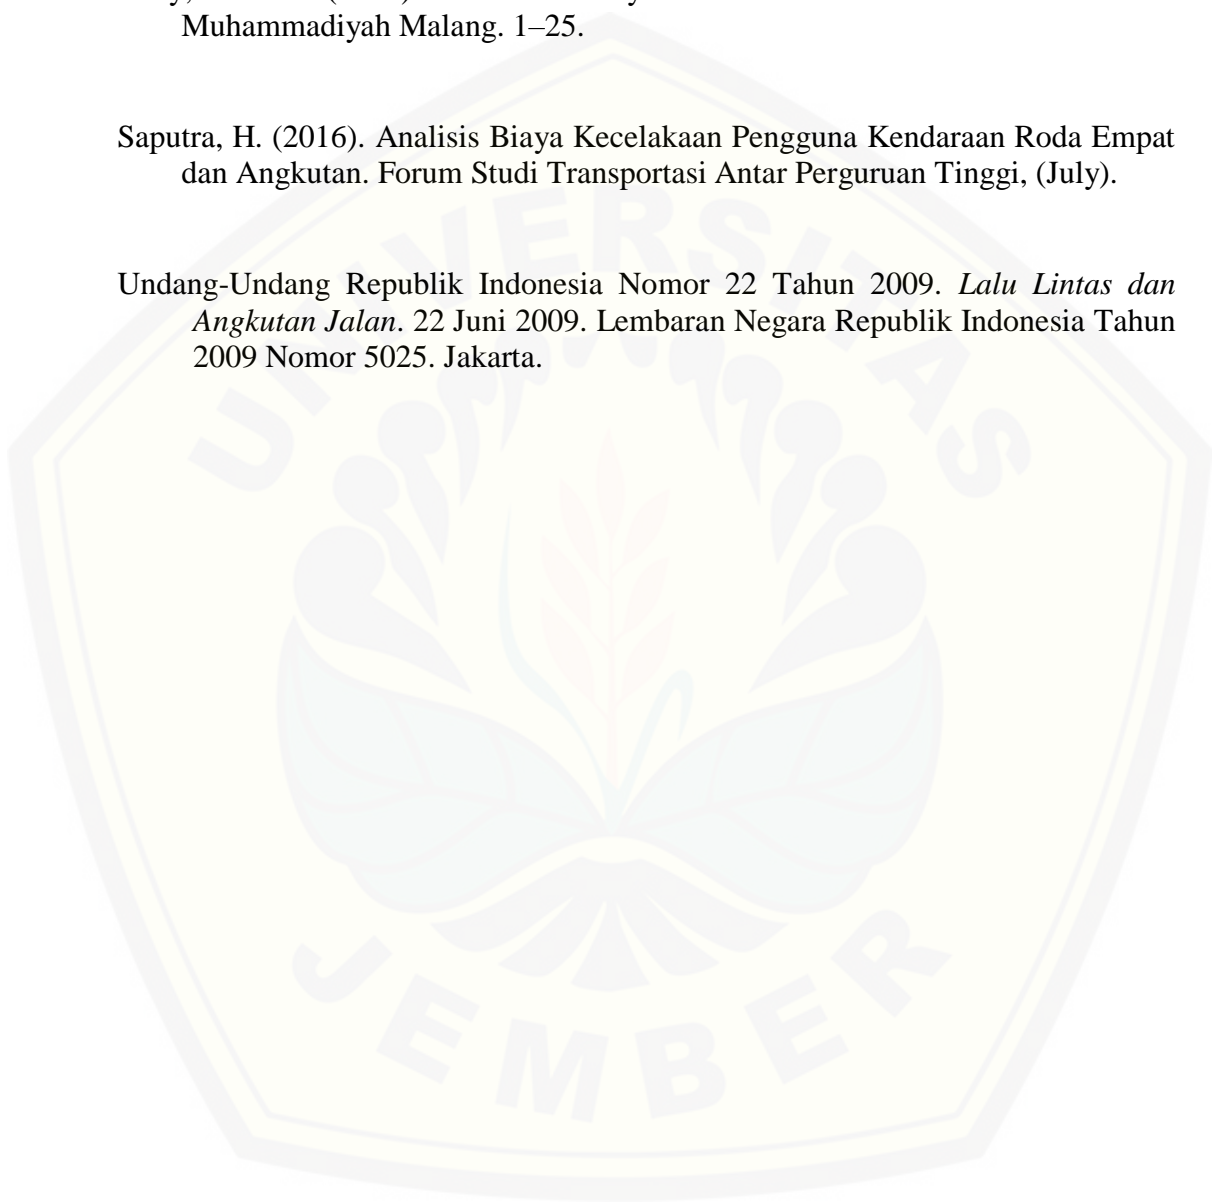 Muhammadiyah Malang. 1–25.
Saputra, H. (2016). Analisis Biaya Kecelakaan Pengguna Kendaraan Roda Empat
dan Angkutan. Forum Studi Transportasi Antar Perguruan Tinggi, (July).
Undang-Undang Republik Indonesia Nomor 22 Tahun 2009. Lalu Lintas dan
Angkutan Jalan. 22 Juni 2009. Lembaran Negara Republik Indonesia Tahun
2009 Nomor 5025. Jakarta.
UNIVERSITAS
JEMBER